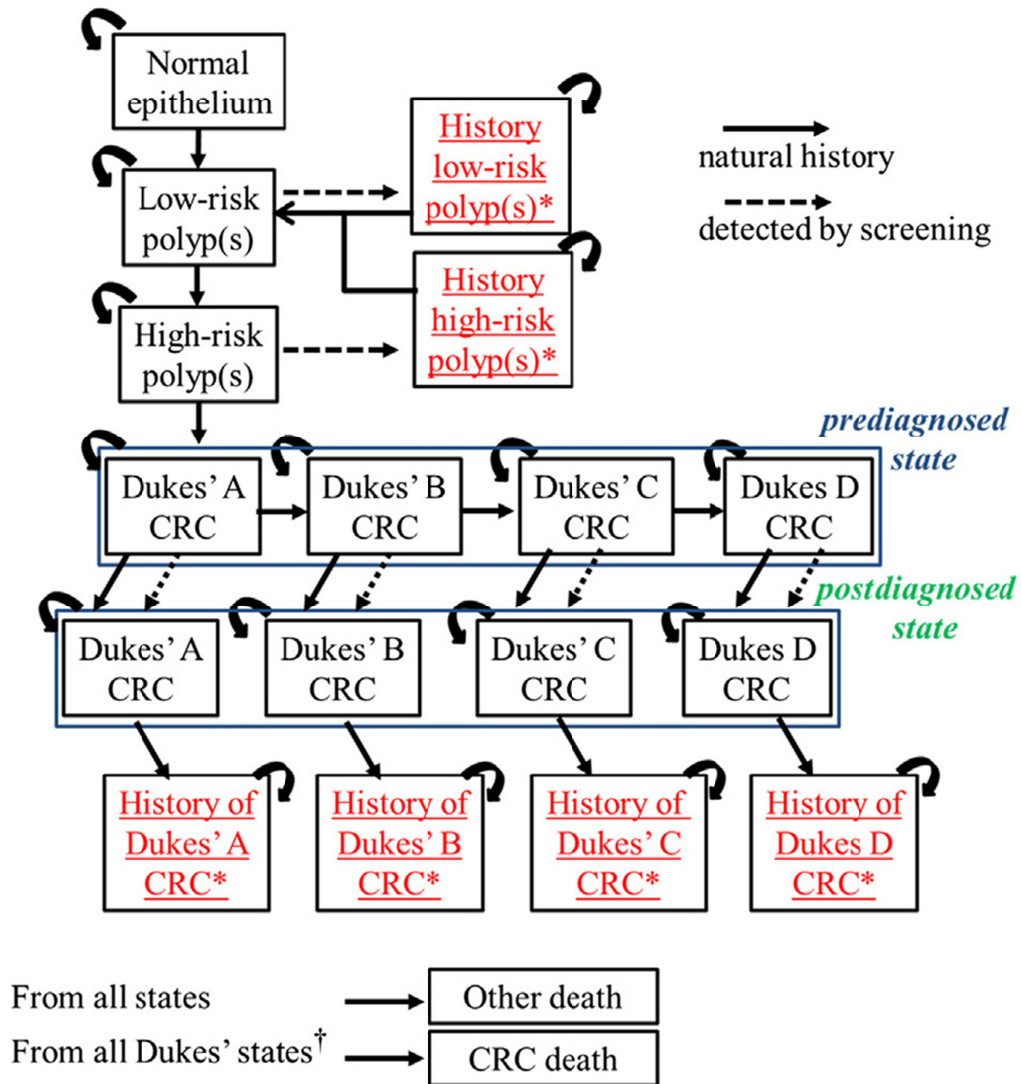 Normal
epithelium
History
low-risk
polyp(s)*
natural history
detected by screening
Low-risk
polyp(s)
History
high-risk
polyp(s)*
High-risk
polyp(s)
prediagnosed
state
Dukes' A
CRC
Dukes' B
CRC
Dukes' C
CRC
Dukes D
CRC
postdiagnosed
state
Dukes' A
CRC
Dukes' B
CRC
Dukes' C
CRC
Dukes D
CRC
History of
Dukes' A
CRC*
History of
Dukes' B
CRC*
History of
Dukes' C
CRC*
History of
Dukes D
CRC*
From all states
Other death
From all Dukes' states†
CRC death